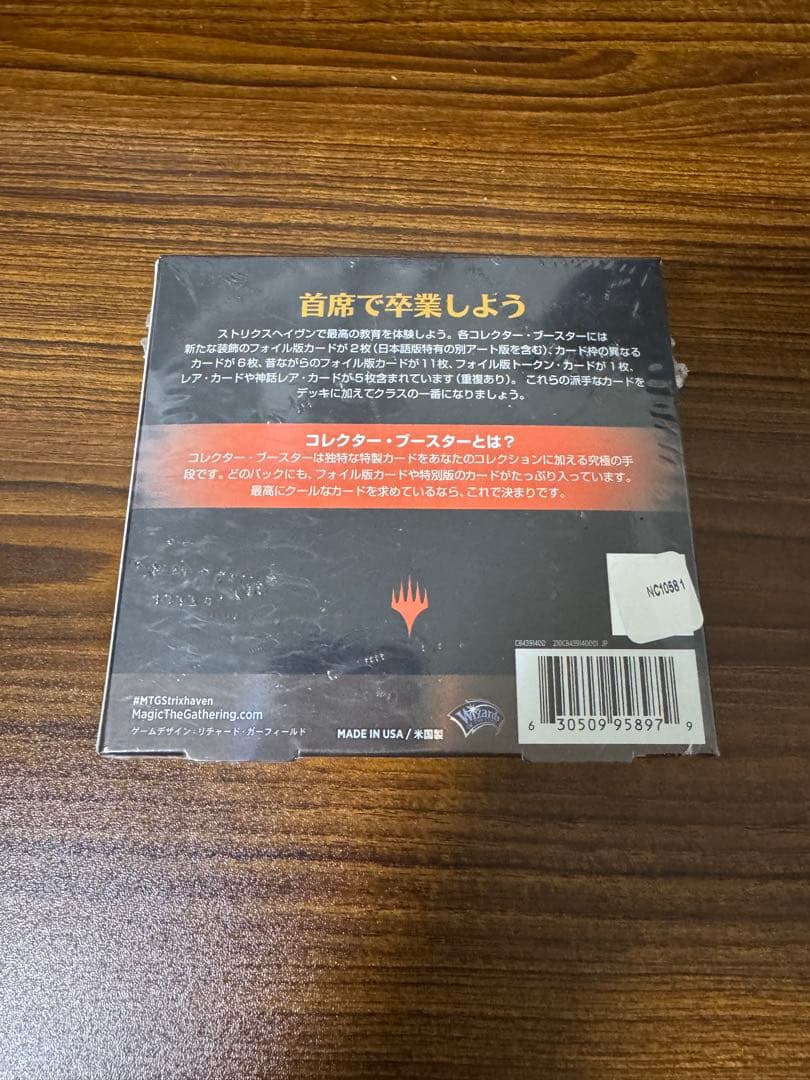 首席で卒業しよう
ストリクスヘイヴンで最高の教育を体験しよう。各コレクター・ブースターには
新たな装飾のフォイル版カードが2枚（日本語版特有の別アート版を含む）、カード枠の異なる
カードが6枚、昔ながらのフォイル版カードが11枚、フォイル版トークン・カードが1枚、
レア・カードや神話レア・カードが5枚含まれています（重複あり）。これらの派手なカードを
デッキに加えてクラスの一番になりましょう。
コレクター・ブースターとは？
コレクター・ブースターは独特な特製カードをあなたのコレクションに加える究極の手
段です。どのパックにも、フォイル版カードや特別版のカードがたっぷり入っています。
最高にクールなカードを求めているなら、これで決まりです。
NC1058 1
C84391400 210C8439140001 JP
#MTGStrixhaven
MagicTheGathering.com
ゲームデザイン：リチャード・ガーフィールド
MADE IN USA / 米国製
Wizards
6 30509 95897 9